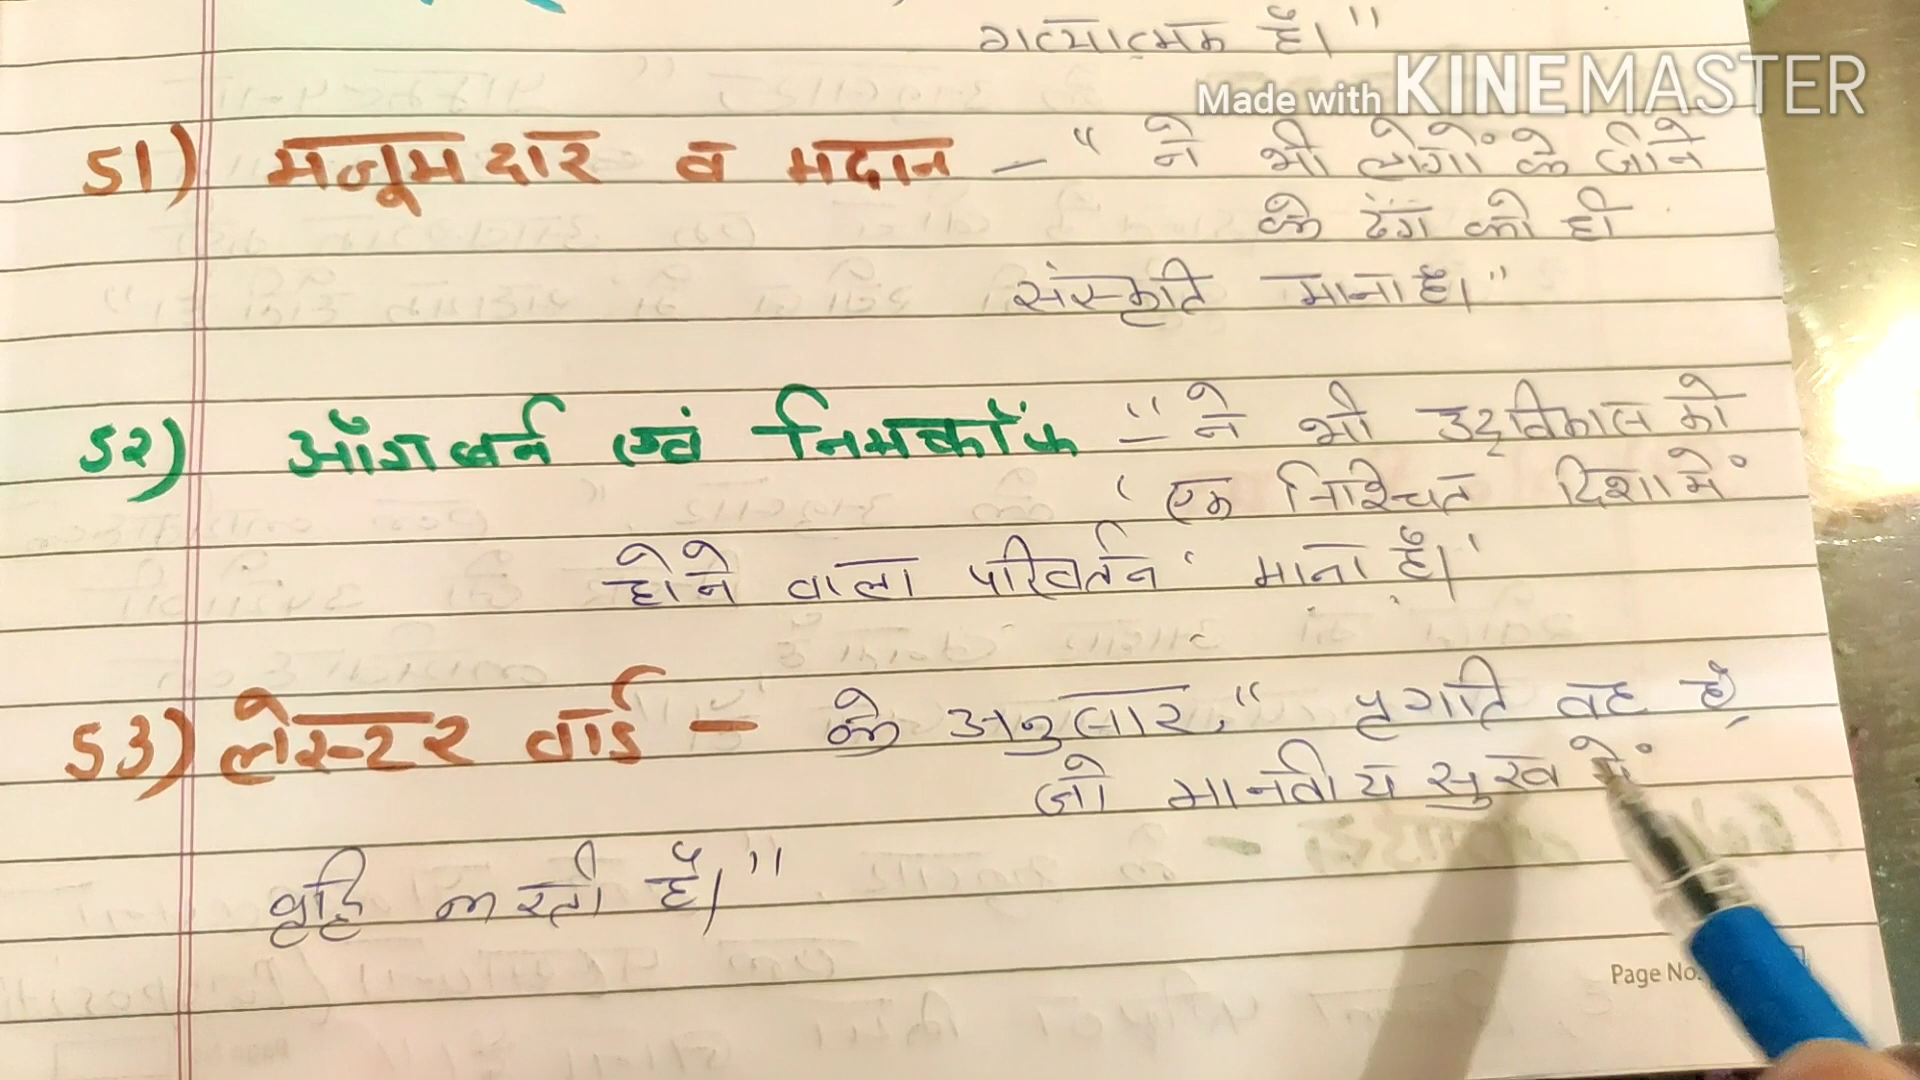 गत्यात्मक है।"
Made with KINEMASTER
51) मजूमदार व मदान – "ने भी लोगों के जीने
के ढंग को ही
संस्कृति माना है।"
52) ऑगबर्न एवं निमकॉफ – "ने भी उद्विकास को
'एक निश्चित दिशा में
होने वाला परिवर्तन' माना है।'
53) लेस्टर वार्ड – के अनुसार, "प्रगति वह है,
जो मानवीय सुख में
वृद्धि करती है।"
Page No.